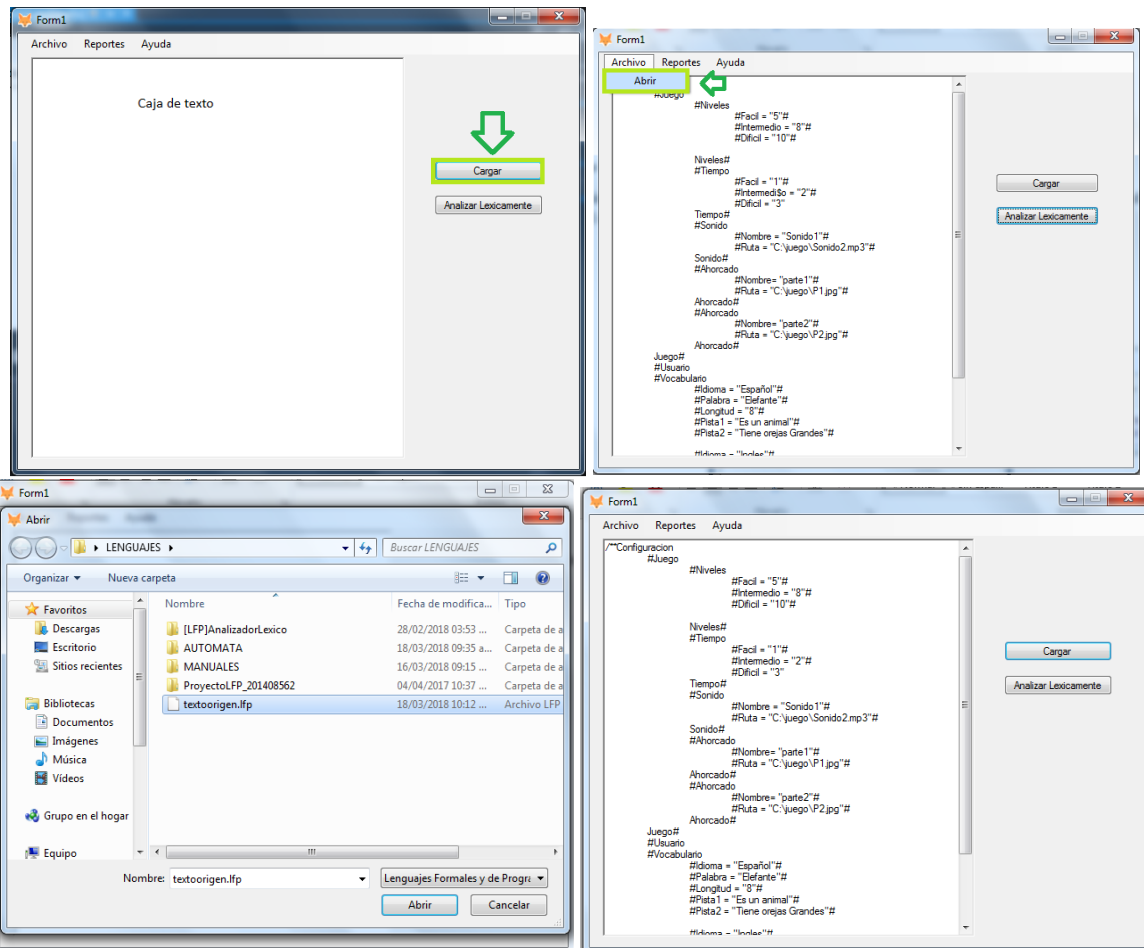 Form1
Archivo Reportes Ayuda
Caja de texto
Cargar
Analizar Lexicamente
Form1
Archivo Reportes Ayuda
Abrir
#Juego
#Niveles
#Facil = "5"#
#Intermedio = "8"#
#Dificil = "10"#
Niveles#
#Tiempo
#Facil = "1"#
#Intermedi$o = "2"#
#Dificil = "3"
Tiempo#
#Sonido
#Nombre = "Sonido1"#
#Ruta = "C:\juego\Sonido2.mp3"#
Sonido#
#Ahorcado
#Nombre= "parte1"#
#Ruta = "C:\juego\P1.jpg"#
Ahorcado#
#Ahorcado
#Nombre= "parte2"#
#Ruta = "C:\juego\P2.jpg"#
Ahorcado#
Juego#
#Usuario
#Vocabulario
#Idioma = "Español"#
#Palabra = "Elefante"#
#Longitud = "8"#
#Pista1 = "Es un animal"#
#Pista2 = "Tiene orejas Grandes"#
#Idioma = "Ingles"#
Cargar
Analizar Lexicamente
Form1
Abrir
LENGUAJES
Buscar LENGUAJES
Organizar Nueva carpeta
Favoritos
Descargas
Escritorio
Sitios recientes
Bibliotecas
Documentos
Imágenes
Música
Vídeos
Grupo en el hogar
Equipo
Nombre Fecha de modifica... Tipo
[LFP]AnalizadorLexico 28/02/2018 03:53 ... Carpeta de a
AUTOMATA 18/03/2018 09:35 a... Carpeta de a
MANUALES 16/03/2018 09:15 ... Carpeta de a
ProyectoLFP_201408562 04/04/2017 10:37 ... Carpeta de a
textoorigen.lfp 18/03/2018 10:12 ... Archivo LFP
Nombre: textoorigen.lfp Lenguajes Formales y de Progra
Abrir Cancelar
Form1
Archivo Reportes Ayuda
/**Configuracion
#Juego
#Niveles
#Facil = "5"#
#Intermedio = "8"#
#Dificil = "10"#
Niveles#
#Tiempo
#Facil = "1"#
#Intermedio = "2"#
#Dificil = "3"
Tiempo#
#Sonido
#Nombre = "Sonido1"#
#Ruta = "C:\juego\Sonido2.mp3"#
Sonido#
#Ahorcado
#Nombre= "parte1"#
#Ruta = "C:\juego\P1.jpg"#
Ahorcado#
#Ahorcado
#Nombre= "parte2"#
#Ruta = "C:\juego\P2.jpg"#
Ahorcado#
Juego#
#Usuario
#Vocabulario
#Idioma = "Español"#
#Palabra = "Elefante"#
#Longitud = "8"#
#Pista1 = "Es un animal"#
#Pista2 = "Tiene orejas Grandes"#
#Idioma = "Ingles"#
Cargar
Analizar Lexicamente